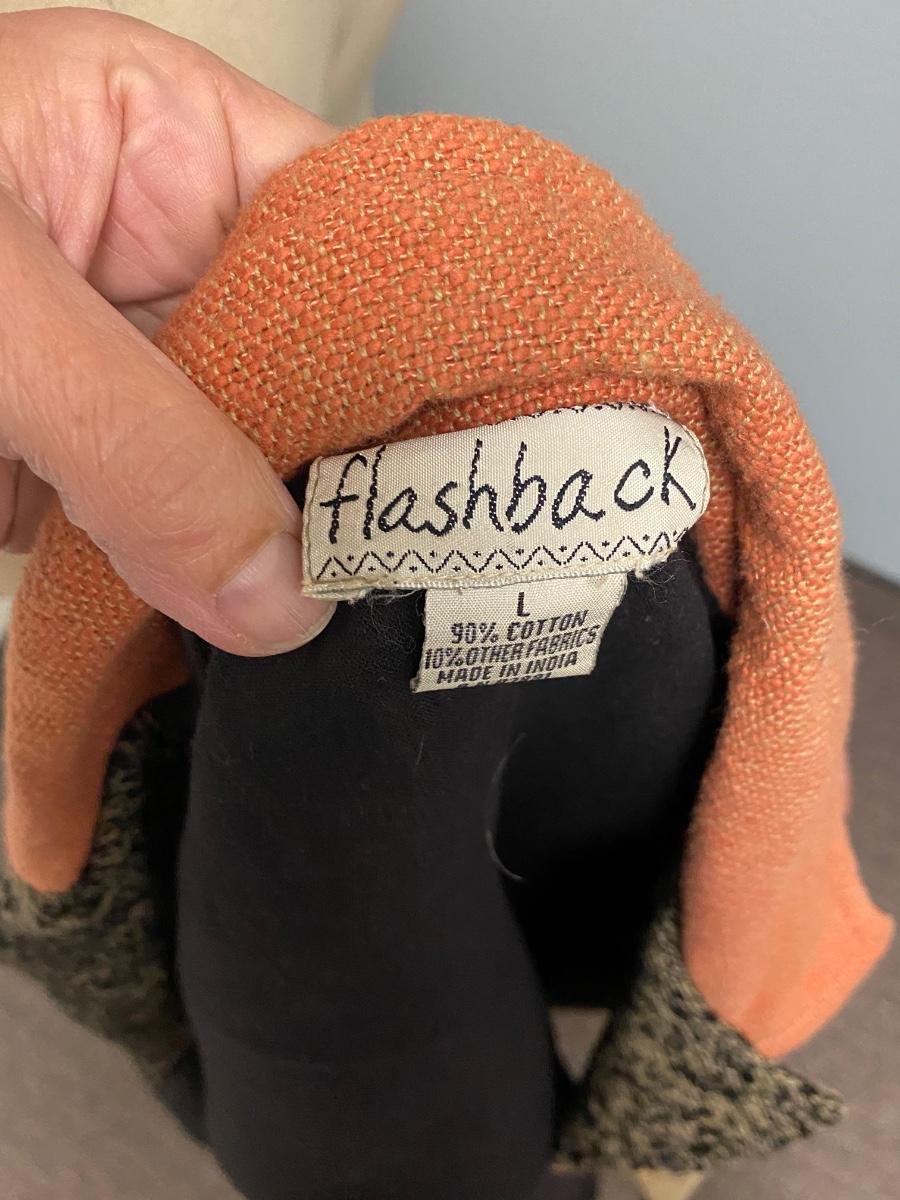 flashback
L
90% COTTON
10% OTHER FABRICS
MADE IN INDIA